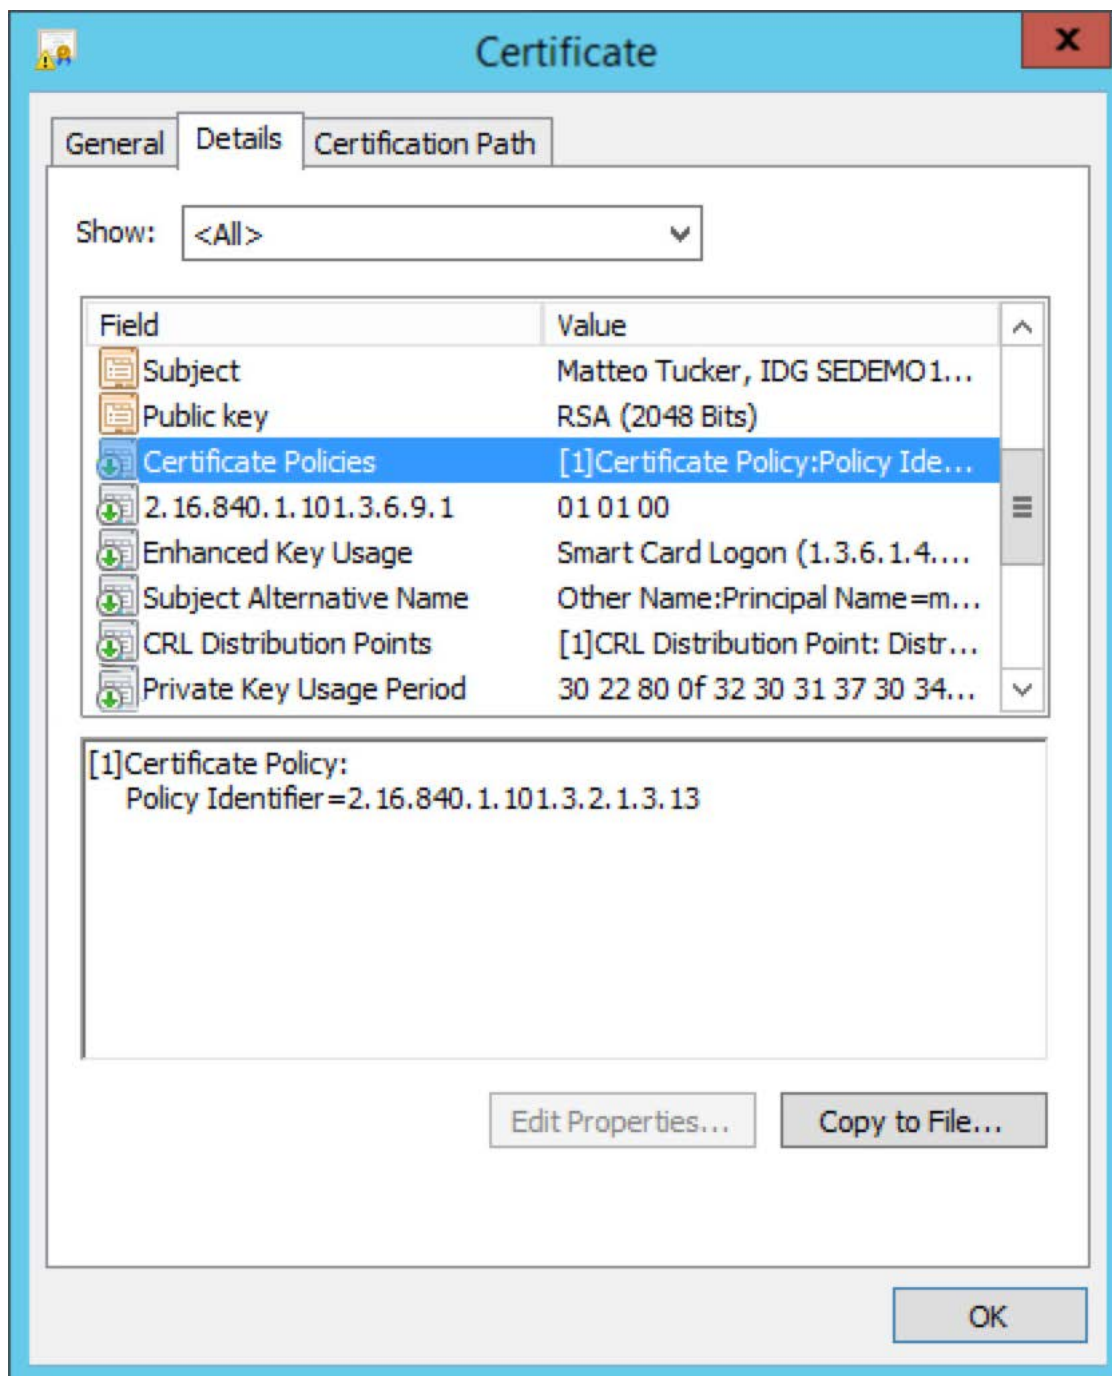 Certificate
x
General Details Certification Path
Show: <All>
Field Value
Subject Matteo Tucker, IDG SEDEMO1...
Public key RSA (2048 Bits)
Certificate Policies [1]Certificate Policy:Policy Ide...
2.16.840.1.101.3.6.9.1 01 01 00
Enhanced Key Usage Smart Card Logon (1.3.6.1.4....
Subject Alternative Name Other Name:Principal Name=m...
CRL Distribution Points [1]CRL Distribution Point: Distr...
Private Key Usage Period 30 22 80 0f 32 30 31 37 30 34...
[1]Certificate Policy:
Policy Identifier=2.16.840.1.101.3.2.1.3.13
Edit Properties... Copy to File...
OK